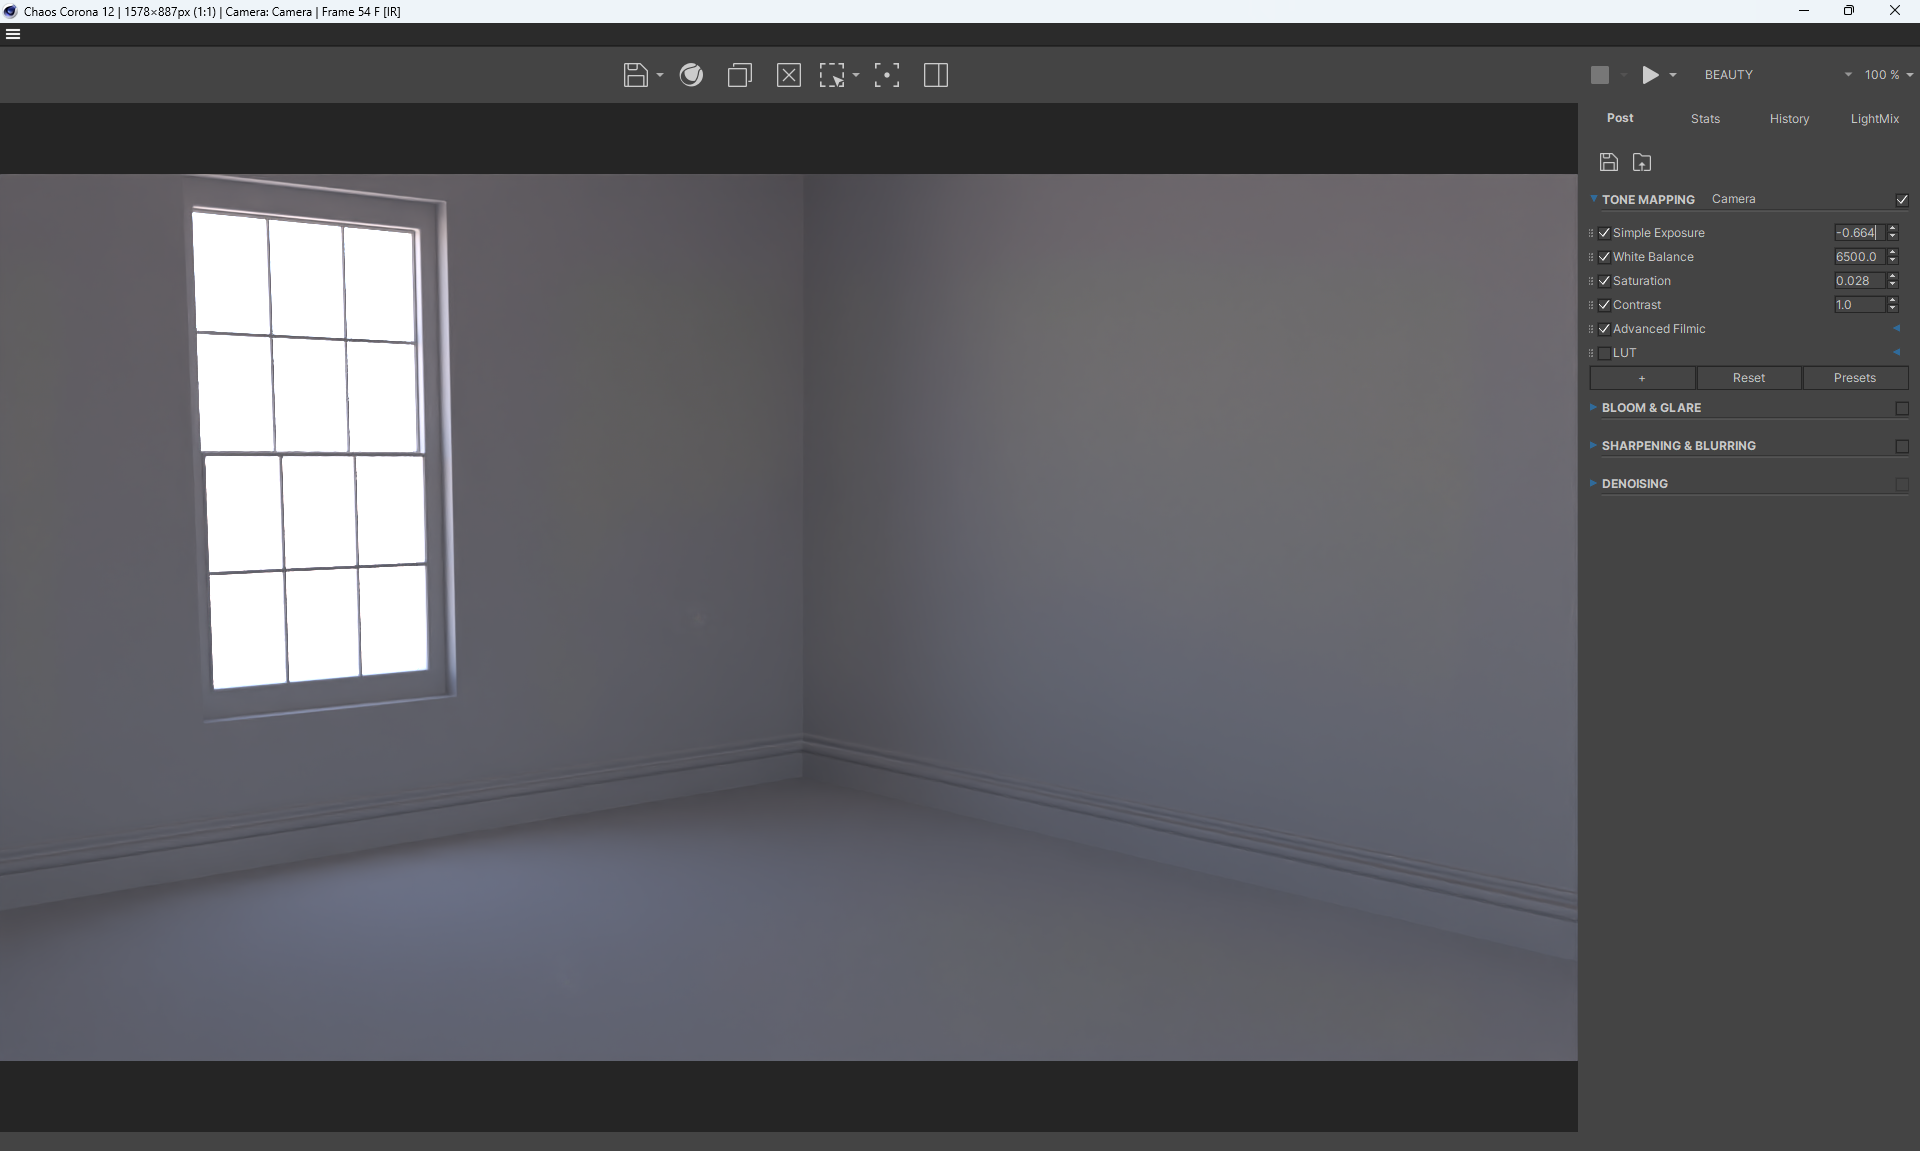 Chaos Corona 12 | 1578×887px (1:1) | Camera: Camera | Frame 54 F [IR]
BEAUTY 100 %
Post Stats History LightMix
TONE MAPPING Camera
Simple Exposure -0.664
White Balance 6500.0
Saturation 0.028
Contrast 1.0
Advanced Filmic
LUT
+ Reset Presets
BLOOM & GLARE
SHARPENING & BLURRING
DENOISING